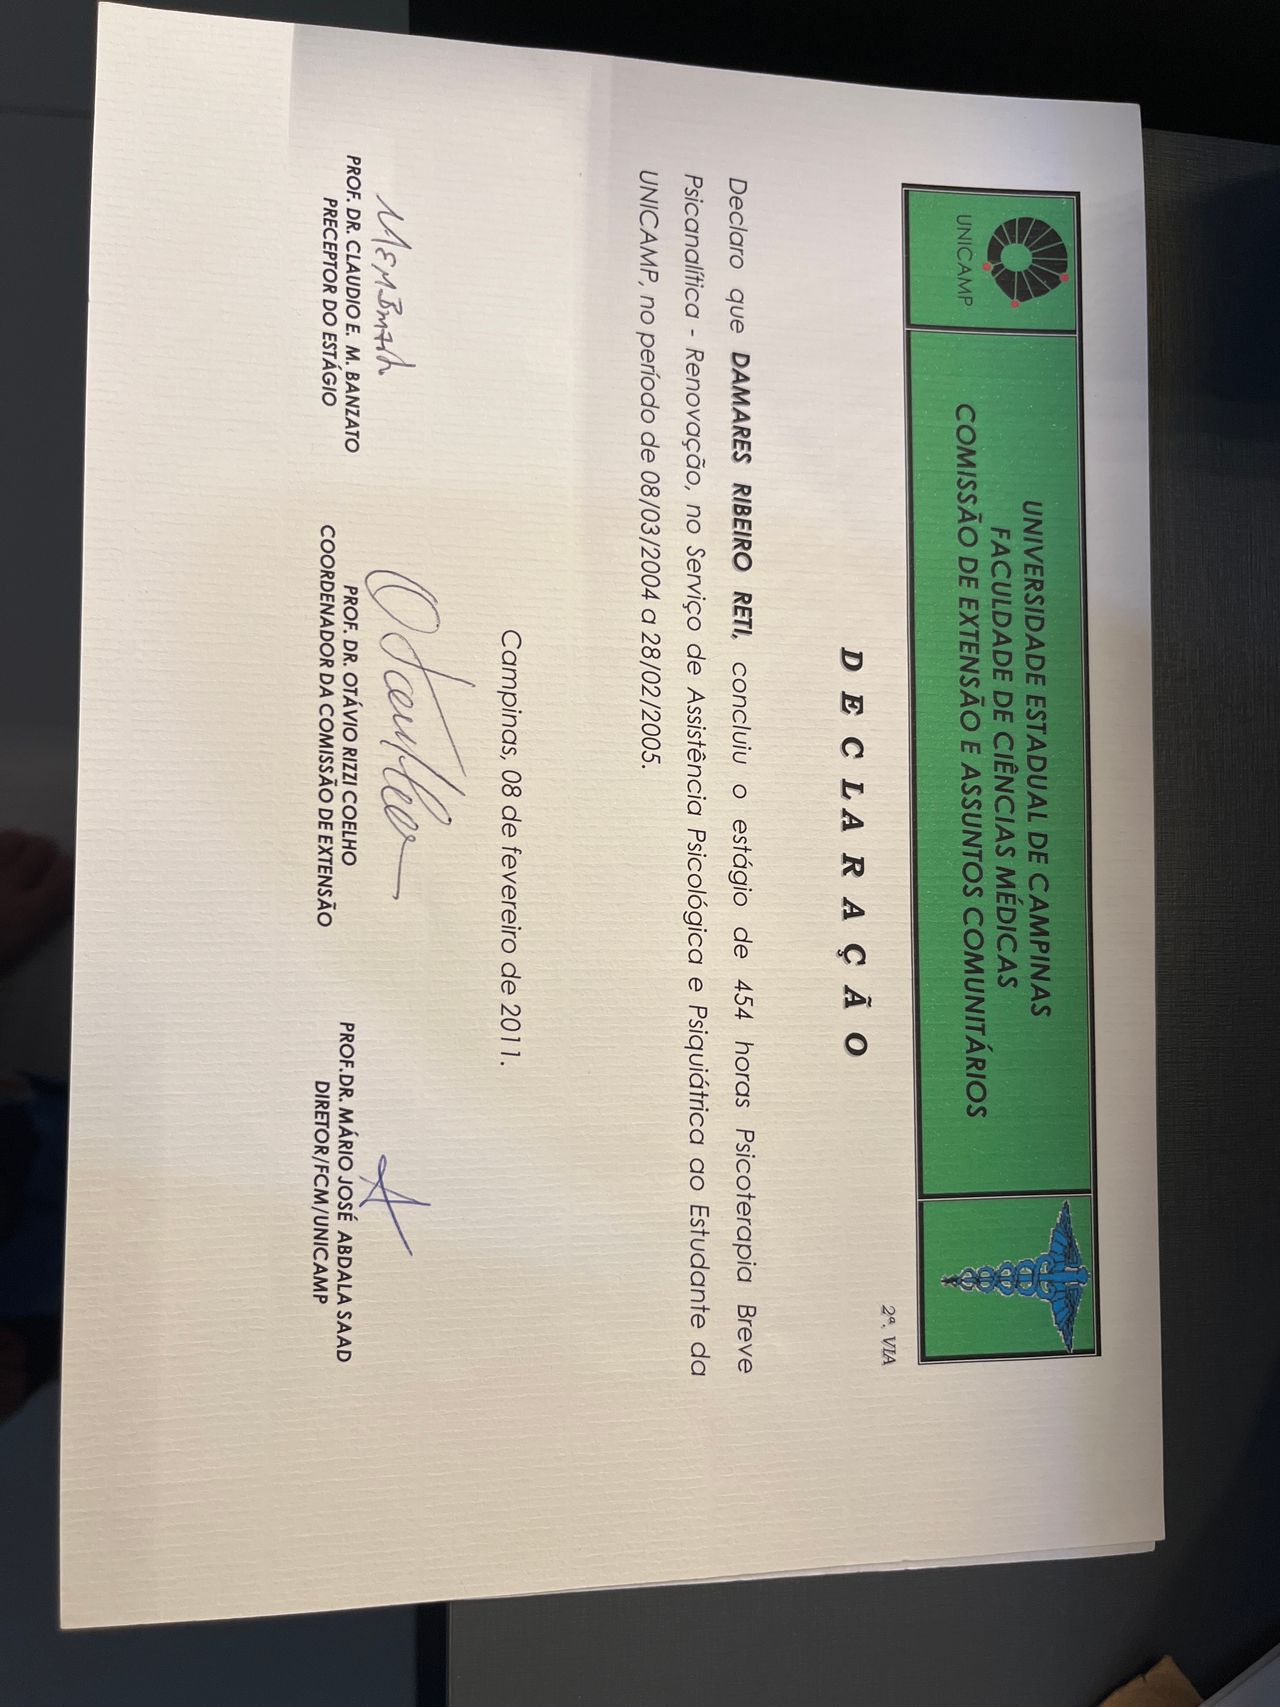 UNICAMP
UNIVERSIDADE ESTADUAL DE CAMPINAS
FACULDADE DE CIÊNCIAS MÉDICAS
COMISSÃO DE EXTENSÃO E ASSUNTOS COMUNITÁRIOS
2ª. VIA
DECLARAÇÃO
Declaro que DAMARES RIBEIRO RETI, concluiu o estágio de 454 horas Psicoterapia Breve
Psicanalítica - Renovação, no Serviço de Assistência Psicológica e Psiquiátrica ao Estudante da
UNICAMP, no período de 08/03/2004 a 28/02/2005.
Campinas, 08 de fevereiro de 2011.
PROF. DR. CLAUDIO E. M. BANZATO
PRECEPTOR DO ESTÁGIO
PROF. DR. OTÁVIO RIZZI COELHO
COORDENADOR DA COMISSÃO DE EXTENSÃO
PROF.DR. MÁRIO JOSÉ ABDALA SAAD
DIRETOR/FCM/UNICAMP